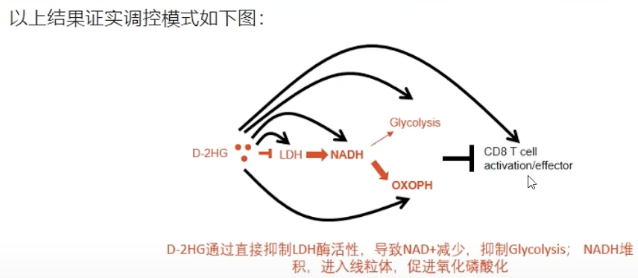 以上结果证实调控模式如下图：
Glycolysis
D-2HG LDH NADH
CD8 T cell
activation/effector
OXOPH
D-2HG通过直接抑制LDH酶活性，导致NAD+减少，抑制Glycolysis； NADH堆
积，进入线粒体，促进氧化磷酸化